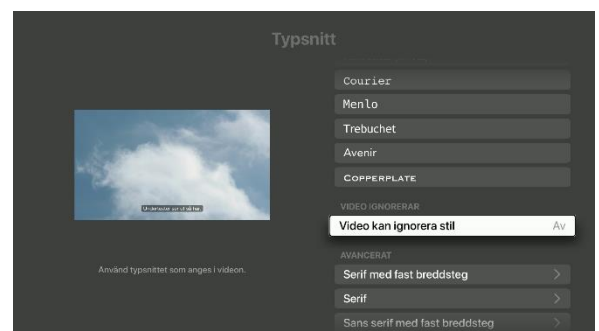 Typsnitt
Courier
Menlo
Trebuchet
Avenir
COPPERPLATE
VIDEO IGNORERAR
Video kan ignorera stil Av
Använd typsnittet som anges i videon.
AVANCERAT
Serif med fast breddsteg
Serif
Sans serif med fast breddsteg